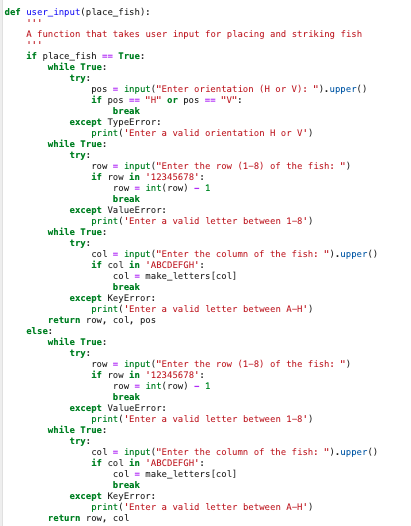 def user_input(place_fish):
    '''
    A function that takes user input for placing and striking fish
    '''
    if place_fish == True:
        while True:
            try:
                pos = input("Enter orientation (H or V): ").upper()
                if pos == "H" or pos == "V":
                    break
            except TypeError:
                print('Enter a valid orientation H or V')
        while True:
            try:
                row = input("Enter the row (1-8) of the fish: ")
                if row in '12345678':
                    row = int(row) - 1
                    break
            except ValueError:
                print('Enter a valid letter between 1-8')
        while True:
            try:
                col = input("Enter the column of the fish: ").upper()
                if col in 'ABCDEFGH':
                    col = make_letters[col]
                    break
            except KeyError:
                print('Enter a valid letter between A-H')
        return row, col, pos
    else:
        while True:
            try:
                row = input("Enter the row (1-8) of the fish: ")
                if row in '12345678':
                    row = int(row) - 1
                    break
            except ValueError:
                print('Enter a valid letter between 1-8')
        while True:
            try:
                col = input("Enter the column of the fish: ").upper()
                if col in 'ABCDEFGH':
                    col = make_letters[col]
                    break
            except KeyError:
                print('Enter a valid letter between A-H')
        return row, col